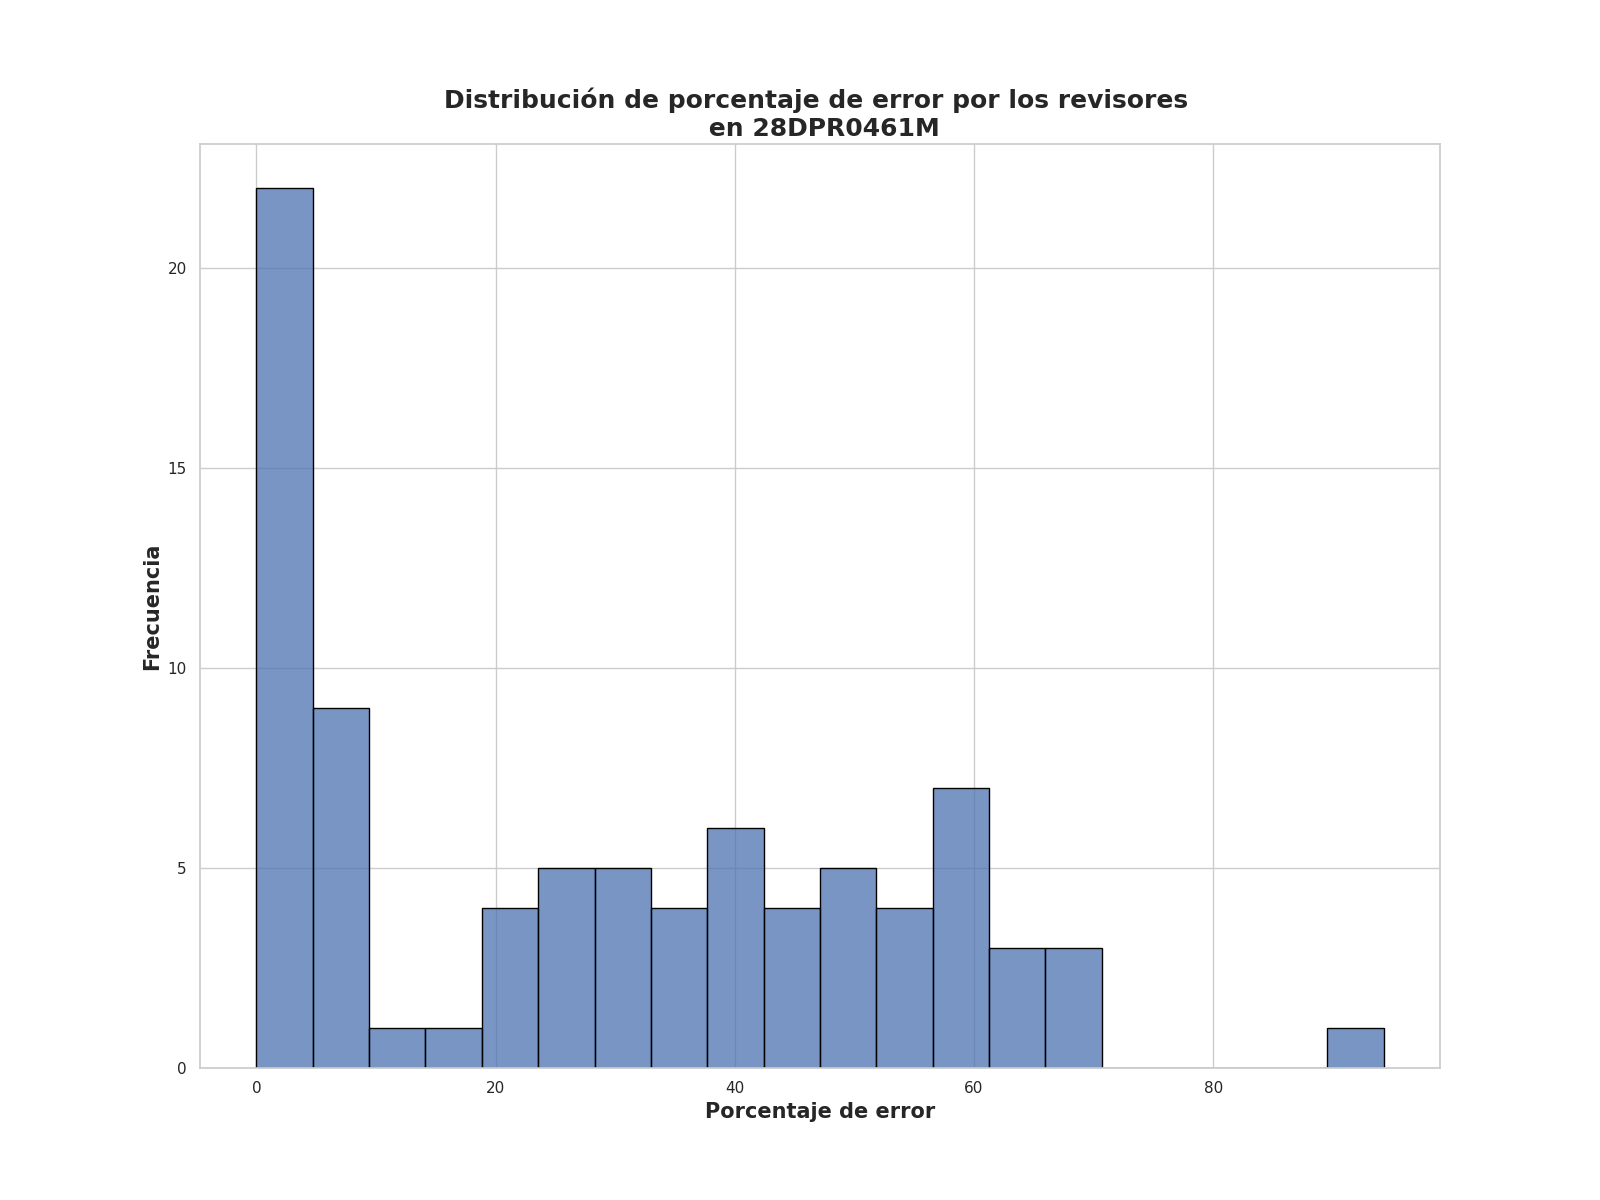 Distribución de porcentaje de error por los revisores
en 28DPR0461M
Frecuencia
20
15
10
5
0
0 20 40 60 80
Porcentaje de error